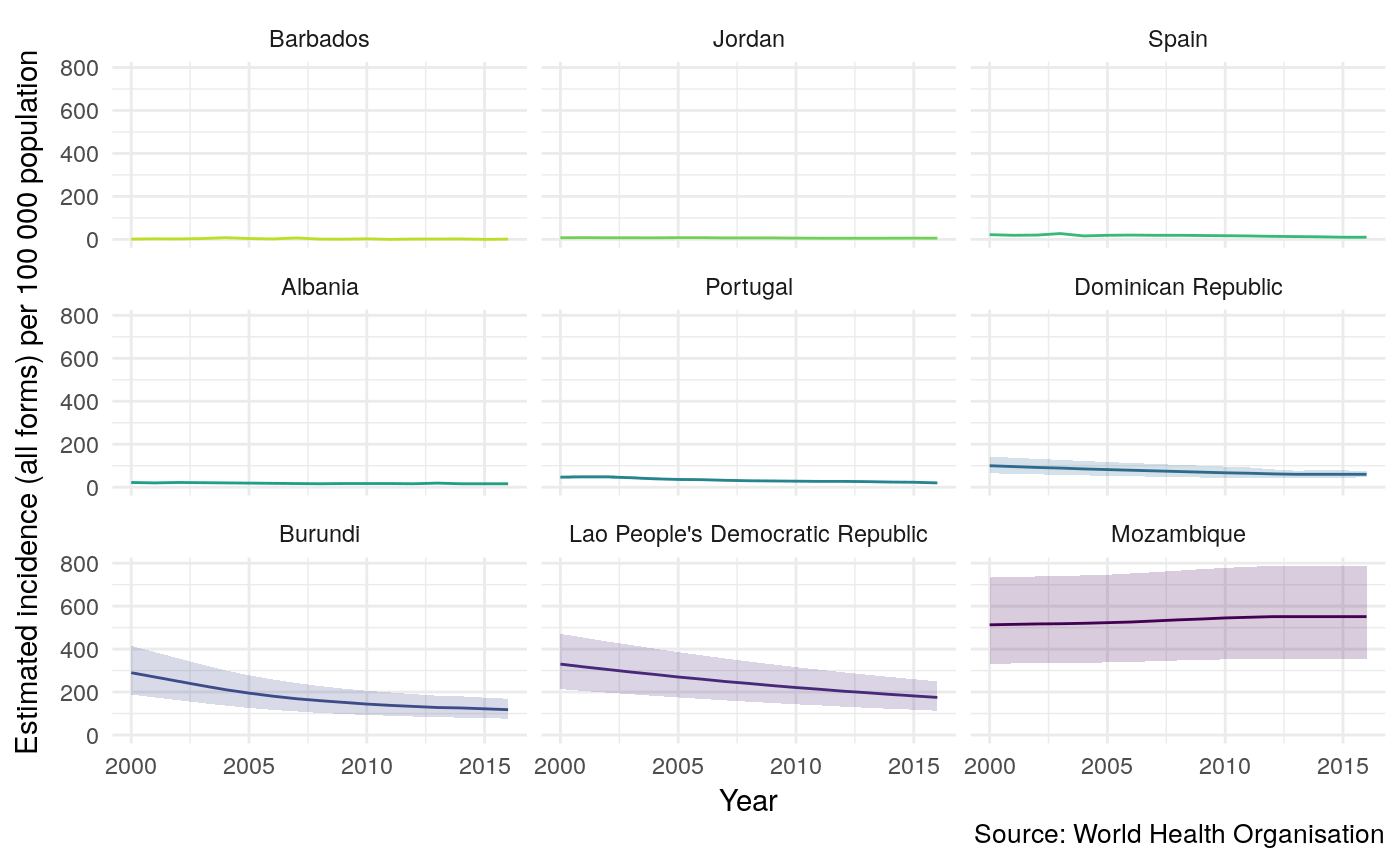 Estimated incidence (all forms) per 100 000 population
Barbados
Jordan
Spain
800
600
400
200
0
Albania
Portugal
Dominican Republic
800
600
400
200
0
Burundi
Lao People's Democratic Republic
Mozambique
800
600
400
200
0
2000 2005 2010 2015
2000 2005 2010 2015
2000 2005 2010 2015
Year
Source: World Health Organisation